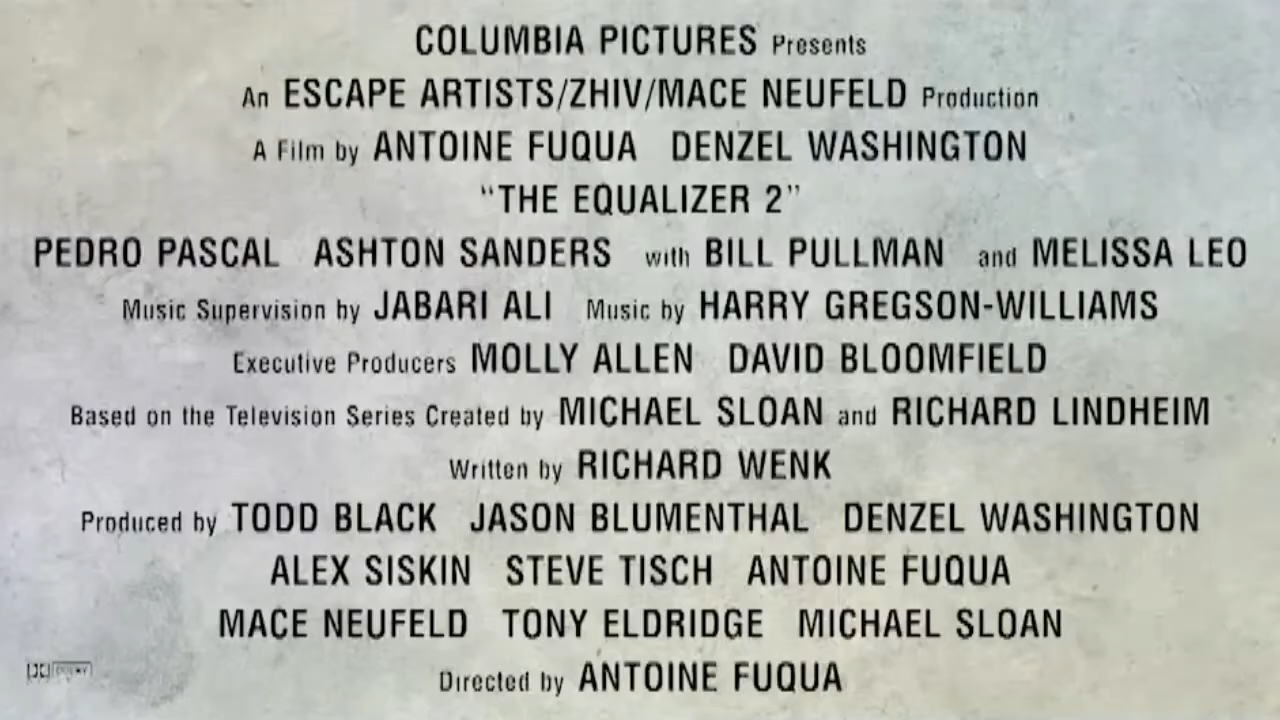 COLUMBIA PICTURES Presents
An ESCAPE ARTISTS/ZHIV/MACE NEUFELD Production
A Film by ANTOINE FUQUA DENZEL WASHINGTON
“THE EQUALIZER 2”
PEDRO PASCAL ASHTON SANDERS with BILL PULLMAN and MELISSA LEO
Music Supervision by JABARI ALI Music by HARRY GREGSON-WILLIAMS
Executive Producers MOLLY ALLEN DAVID BLOOMFIELD
Based on the Television Series Created by MICHAEL SLOAN and RICHARD LINDHEIM
Written by RICHARD WENK
Produced by TODD BLACK JASON BLUMENTHAL DENZEL WASHINGTON
ALEX SISKIN STEVE TISCH ANTOINE FUQUA
MACE NEUFELD TONY ELDRIDGE MICHAEL SLOAN
Directed by ANTOINE FUQUA